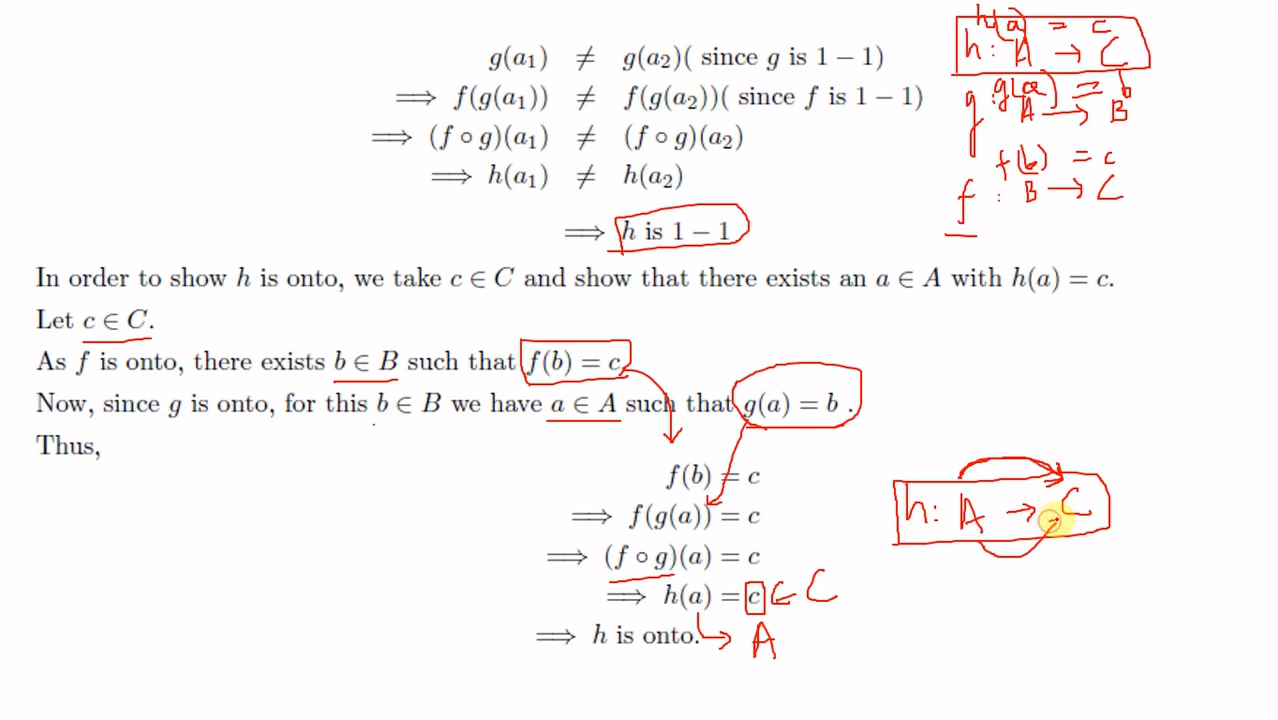 g(a₁) ≠ g(a₂)( since g is 1 − 1)
⟹ f(g(a₁)) ≠ f(g(a₂))( since f is 1 − 1)
⟹ (f ∘ g)(a₁) ≠ (f ∘ g)(a₂)
⟹ h(a₁) ≠ h(a₂)
⟹ h is 1 − 1
h(a) = c
h: A → C
g(a) = b
g : A → B
f(b) = c
f : B → C
In order to show h is onto, we take c ∈ C and show that there exists an a ∈ A with h(a) = c.
Let c ∈ C.
As f is onto, there exists b ∈ B such that f(b) = c
Now, since g is onto, for this b ∈ B we have a ∈ A such that g(a) = b .
Thus,
f(b) = c
⟹ f(g(a)) = c
⟹ (f ∘ g)(a) = c
⟹ h(a) = c ∈ C
⟹ h is onto. → A
h: A → C